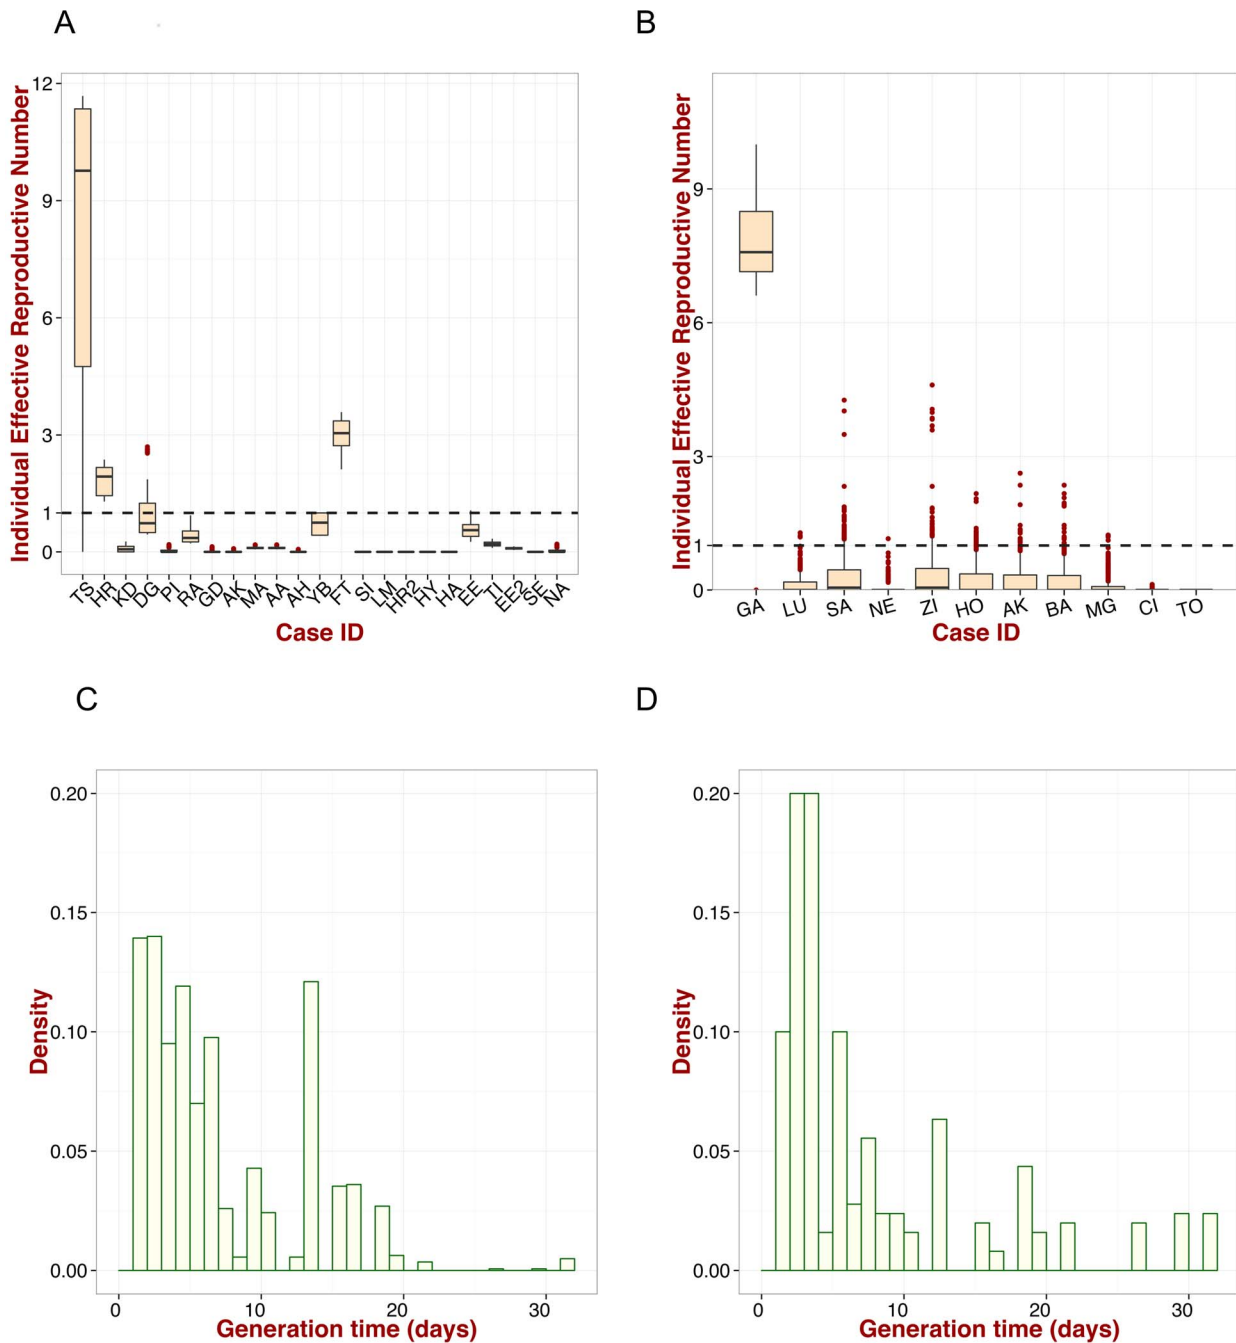 A
B
Individual Effective Reproductive Number
12
9
6
3
1
0
TS HR KD DG PI RA GD AK MA AA AH YB FT SI LM HR2 HY HA EE TI EE2 SE NA
Case ID
Individual Effective Reproductive Number
9
6
3
1
0
GA LU SA NE ZI HO AK BA MG CI TO
Case ID
C
D
Density
0.20
0.15
0.10
0.05
0.00
0 10 20 30
Generation time (days)
Density
0.20
0.15
0.10
0.05
0.00
0 10 20 30
Generation time (days)